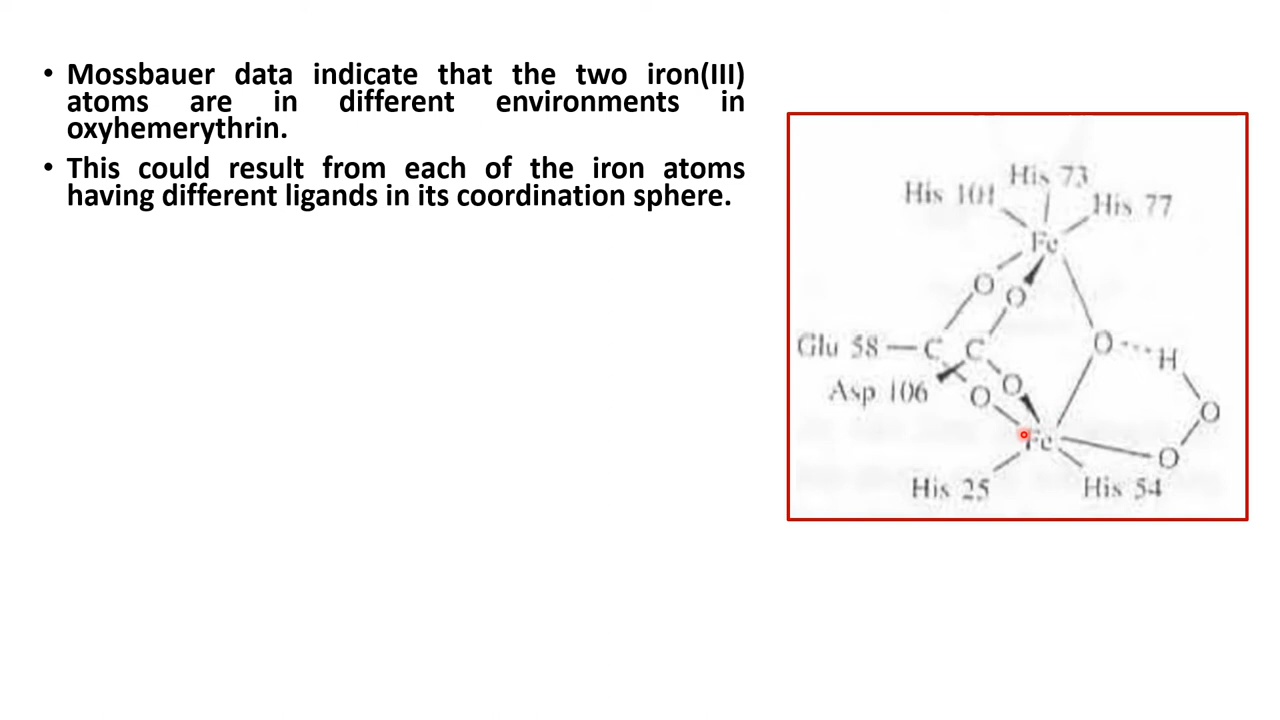 • Mossbauer data indicate that the two iron(III)
atoms are in different environments in
oxyhemerythrin.
• This could result from each of the iron atoms
having different ligands in its coordination sphere.
His 73
His 101
His 77
Fe
O
O
Glu 58
C
C
O
H
Asp 106
O
O
O
Fe
O
His 25
His 54